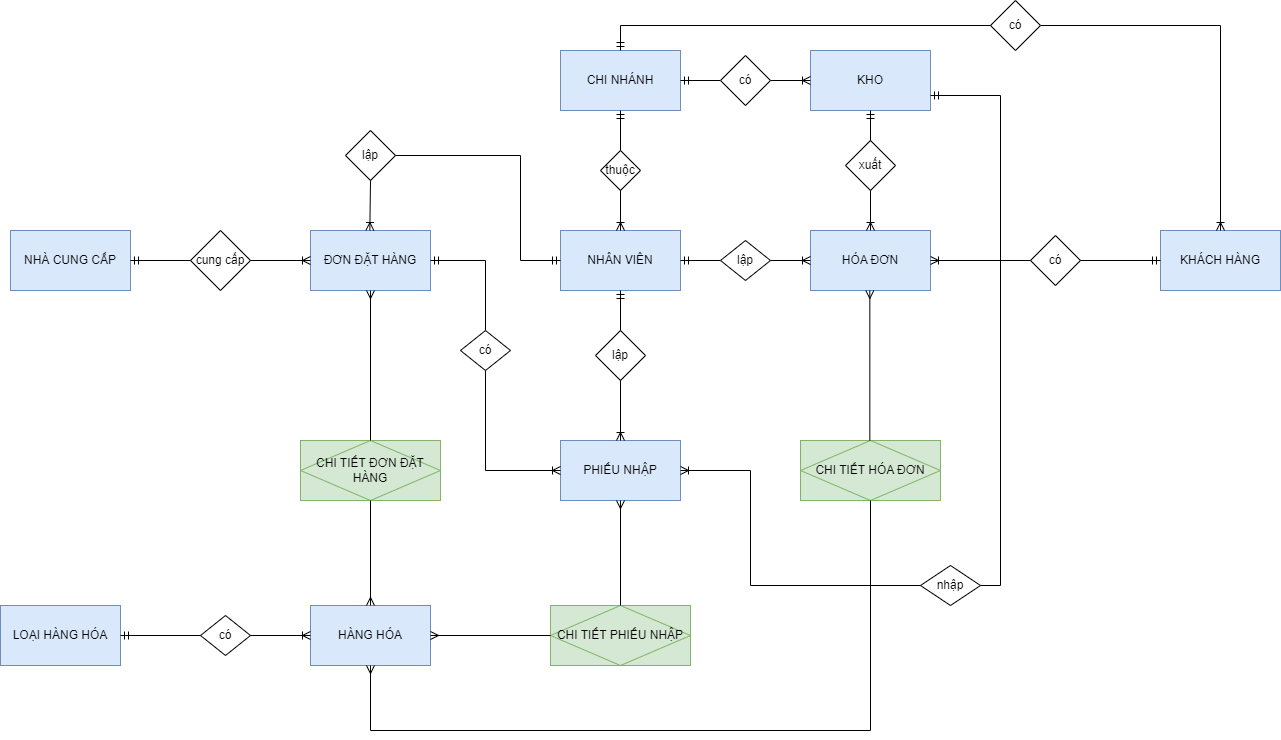 có
CHI NHÁNH
có
KHO
lập
thuộc
xuất
NHÀ CUNG CẤP
cung cấp
ĐƠN ĐẶT HÀNG
NHÂN VIÊN
lập
HÓA ĐƠN
có
KHÁCH HÀNG
có
lập
CHI TIẾT ĐƠN ĐẶT
HÀNG
PHIẾU NHẬP
CHI TIẾT HÓA ĐƠN
nhập
LOẠI HÀNG HÓA
có
HÀNG HÓA
CHI TIẾT PHIẾU NHẬP